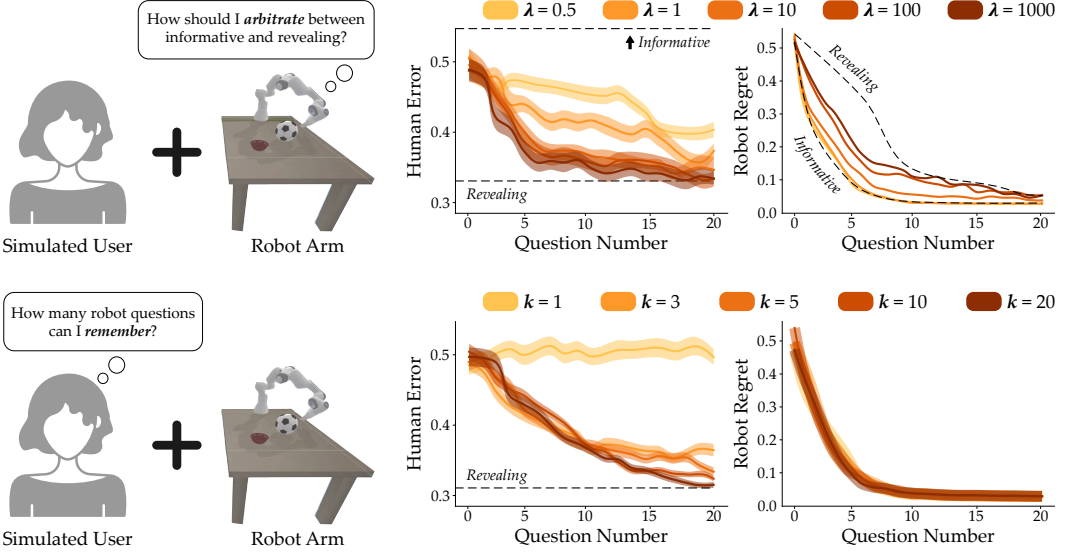 How should I arbitrate between
informative and revealing?
Simulated User
Robot Arm
λ = 0.5
λ = 1
λ = 10
λ = 100
λ = 1000
Human Error
0.5
0.4
0.3
Informative
Revealing
0
5
10
15
20
Question Number
Robot Regret
0.5
0.4
0.3
0.2
0.1
0.0
Revealing
Informative
0
5
10
15
20
Question Number
How many robot questions
can I remember?
Simulated User
Robot Arm
k = 1
k = 3
k = 5
k = 10
k = 20
Human Error
0.5
0.4
0.3
Revealing
0
5
10
15
20
Question Number
Robot Regret
0.5
0.4
0.3
0.2
0.1
0.0
0
5
10
15
20
Question Number